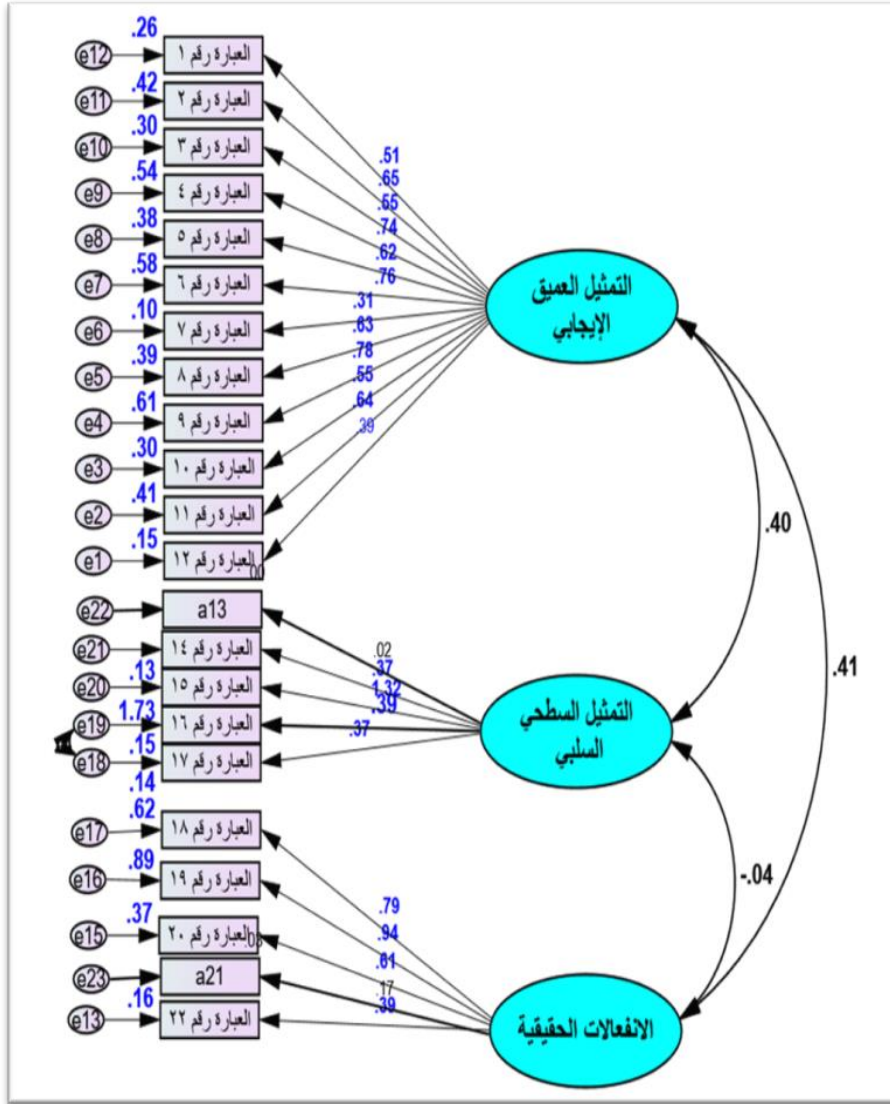 .26
e12
العبارة رقم ١
.42
e11
العبارة رقم ٢
.30
e10
العبارة رقم ٣
.54
e9
العبارة رقم ٤
.38
e8
العبارة رقم ٥
.58
e7
العبارة رقم ٦
.10
e6
العبارة رقم ٧
.39
e5
العبارة رقم ٨
.61
e4
العبارة رقم ٩
.30
e3
العبارة رقم ١٠
.41
e2
العبارة رقم ١١
.15
e1
العبارة رقم ١٢
.00
.51
.65
.55
.74
.62
.76
.31
.63
.78
.55
.64
.39
التمثيل العميق
الإيجابي
.40
.41
e22
a13
e21
العبارة رقم ١٤
.13
e20
العبارة رقم ١٥
1.73
e19
العبارة رقم ١٦
.15
e18
العبارة رقم ١٧
.14
.02
.37
1.32
.39
.37
التمثيل السطحي
السلبي
-.04
.62
e17
العبارة رقم ١٨
.89
e16
العبارة رقم ١٩
.37
e15
العبارة رقم ٢٠
.03
e23
a21
.16
e13
العبارة رقم ٢٢
.79
.94
.61
.17
.39
الانفعالات الحقيقية